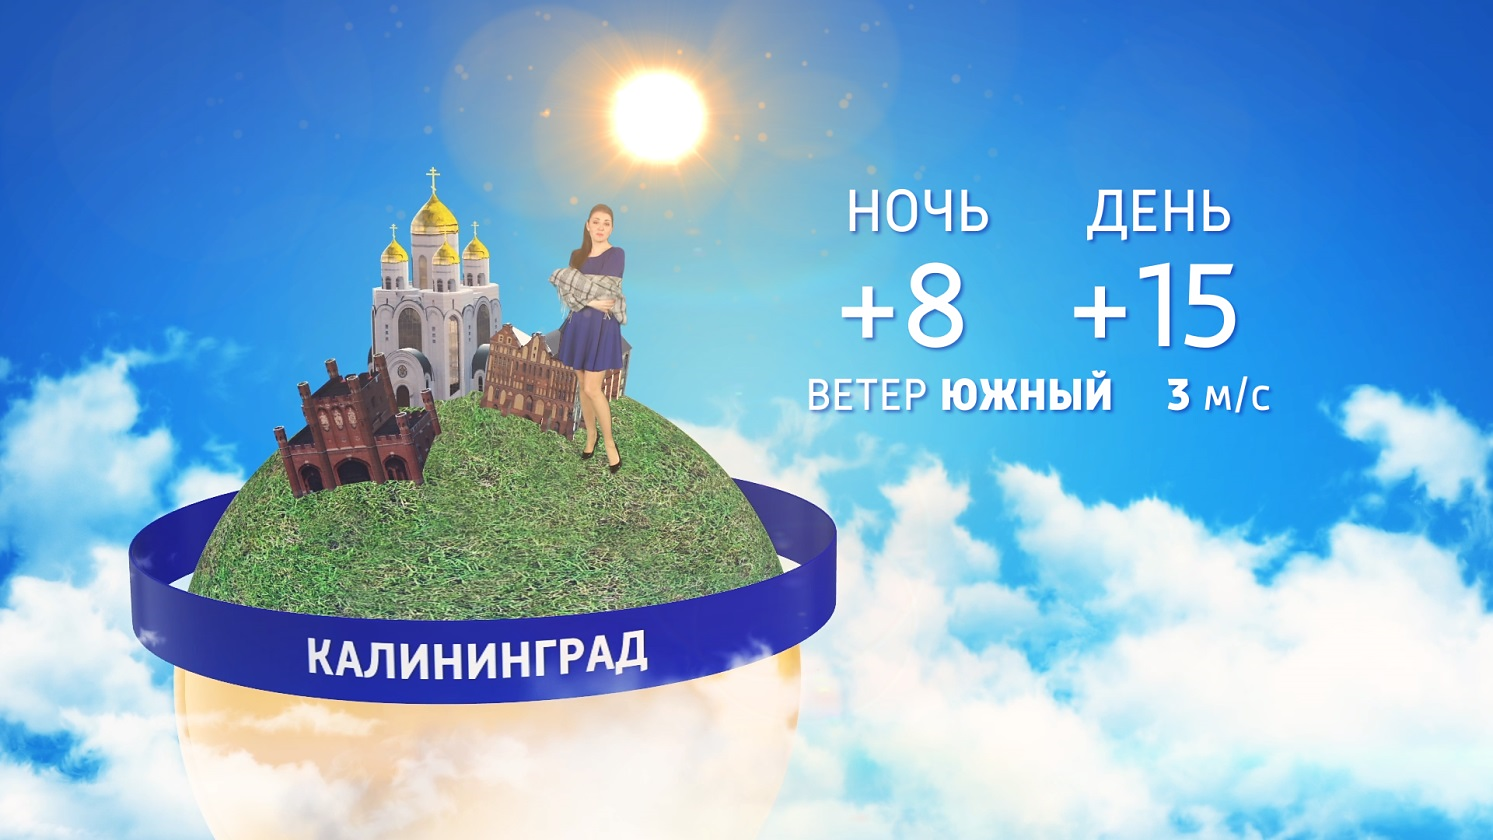 НОЧЬ ДЕНЬ
+8 +15
ВЕТЕР ЮЖНЫЙ 3 м/с
КАЛИНИНГРАД